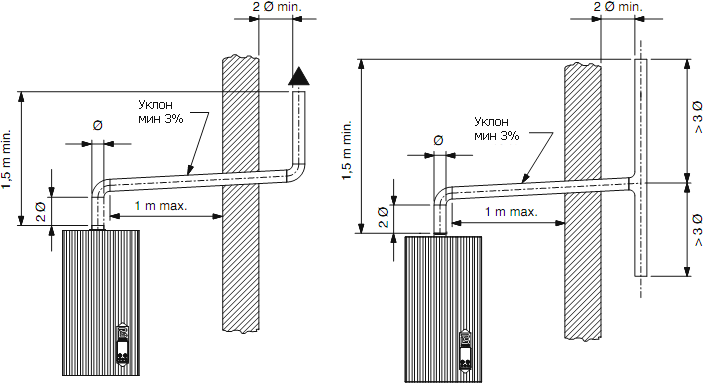 2 Ø min.
Уклон
мин 3%
Ø
1,5 m min.
2 Ø
1 m max.
2 Ø min.
Уклон
мин 3%
Ø
1,5 m min.
2 Ø
1 m max.
> 3 Ø
> 3 Ø